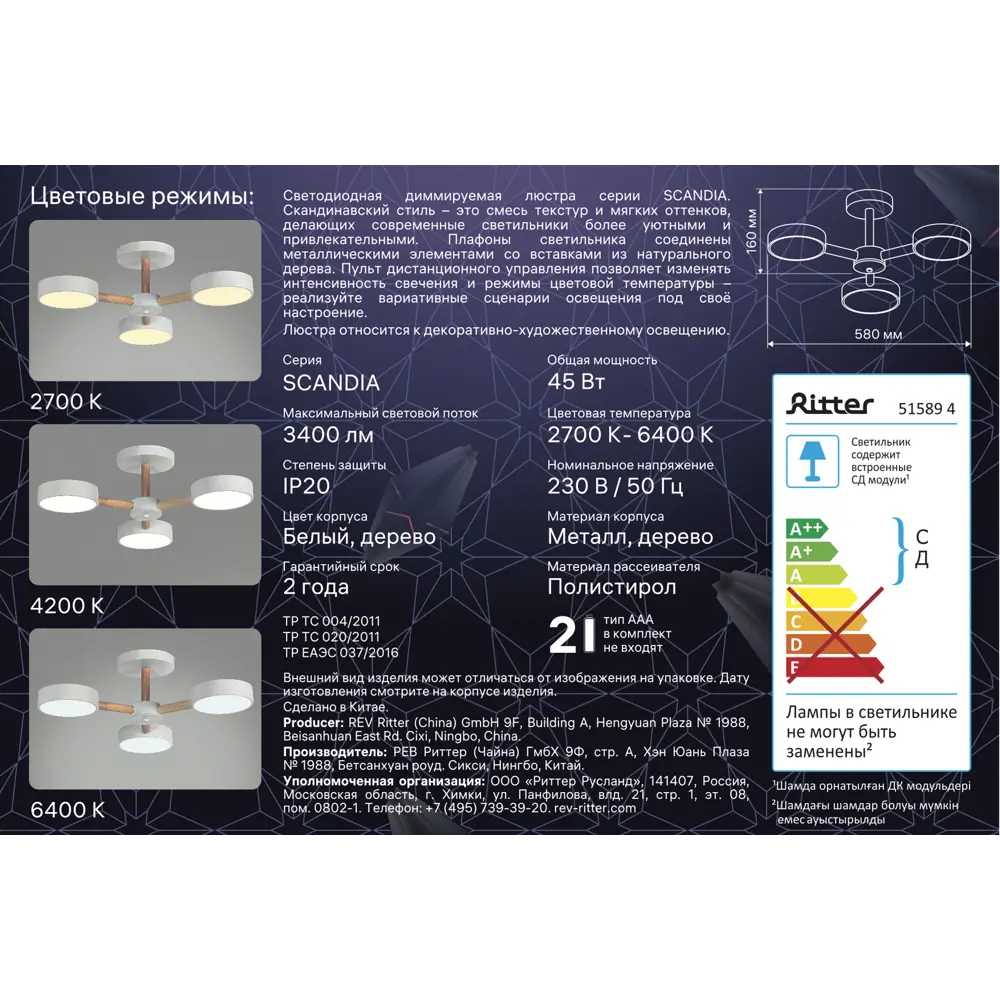 Цветовые режимы:
2700 K
4200 K
6400 K
Светодиодная диммируемая люстра серии SCANDIA.
Скандинавский стиль – это смесь текстур и мягких оттенков,
делающих современные светильники более уютными и
привлекательными. Плафоны светильника соединены
металлическими элементами со вставками из натурального
дерева. Пульт дистанционного управления позволяет изменять
интенсивность свечения и режимы цветовой температуры –
реализуйте вариативные сценарии освещения под своё
настроение.
Люстра относится к декоративно-художественному освещению.
Серия
SCANDIA
Общая мощность
45 Вт
Максимальный световой поток
3400 лм
Цветовая температура
2700 K - 6400 K
Степень защиты
IP20
Номинальное напряжение
230 В / 50 Гц
Цвет корпуса
Белый, дерево
Материал корпуса
Металл, дерево
Гарантийный срок
2 года
Материал рассеивателя
Полистирол
ТР ТС 004/2011
ТР ТС 020/2011
ТР ЕАЭС 037/2016
2
тип ААА
в комплект
не входят
Внешний вид изделия может отличаться от изображения на упаковке. Дату
изготовления смотрите на корпусе изделия.
Сделано в Китае.
Producer: REV Ritter (China) GmbH 9F, Building A, Hengyuan Plaza № 1988,
Beisanhuan East Rd. Cixi, Ningbo, China.
Производитель: РЕВ Риттер (Чайна) ГмбХ 9Ф, стр. А, Хэн Юань Плаза
№ 1988, Бетсанхуан роуд. Сикси, Нингбо, Китай.
Уполномоченная организация: ООО «Риттер Русланд», 141407, Россия,
Московская область, г. Химки, ул. Панфилова, влд. 21, стр. 1, эт. 08,
пом. 0802-1. Телефон: +7 (495) 739-39-20. rev-ritter.com
160 мм
580 мм
Ritter 51589 4
Светильник
содержит
встроенные
СД модули¹
A++
A+
A
C
D
E
С
Д
Лампы в светильнике
не могут быть
заменены²
¹Шамда орнатылған ДК модульдері
²Шамдағы шамдар болуы мүмкін
емес ауыстырылды